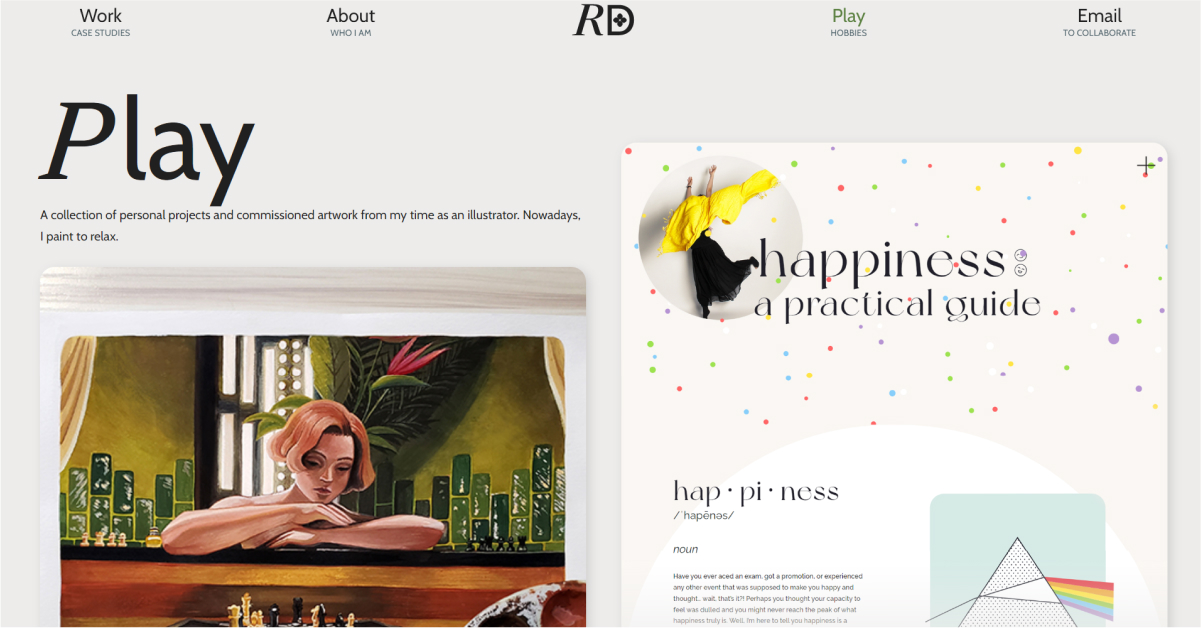 Work
CASE STUDIES
About
WHO I AM
RD
Play
HOBBIES
Email
TO COLLABORATE
Play
A collection of personal projects and commissioned artwork from my time as an illustrator. Nowadays,
I paint to relax.
happiness
a practical guide
hap · pi · ness
/ˈhapēnəs/
noun
Have you ever aced an exam, got a promotion, or experienced
any other event that was supposed to make you happy and
thought.. wait, that's it?! Perhaps you thought your capacity to
feel was dulled and you might never reach the peak of what
happiness truly is. Well, I'm here to tell you happiness is a